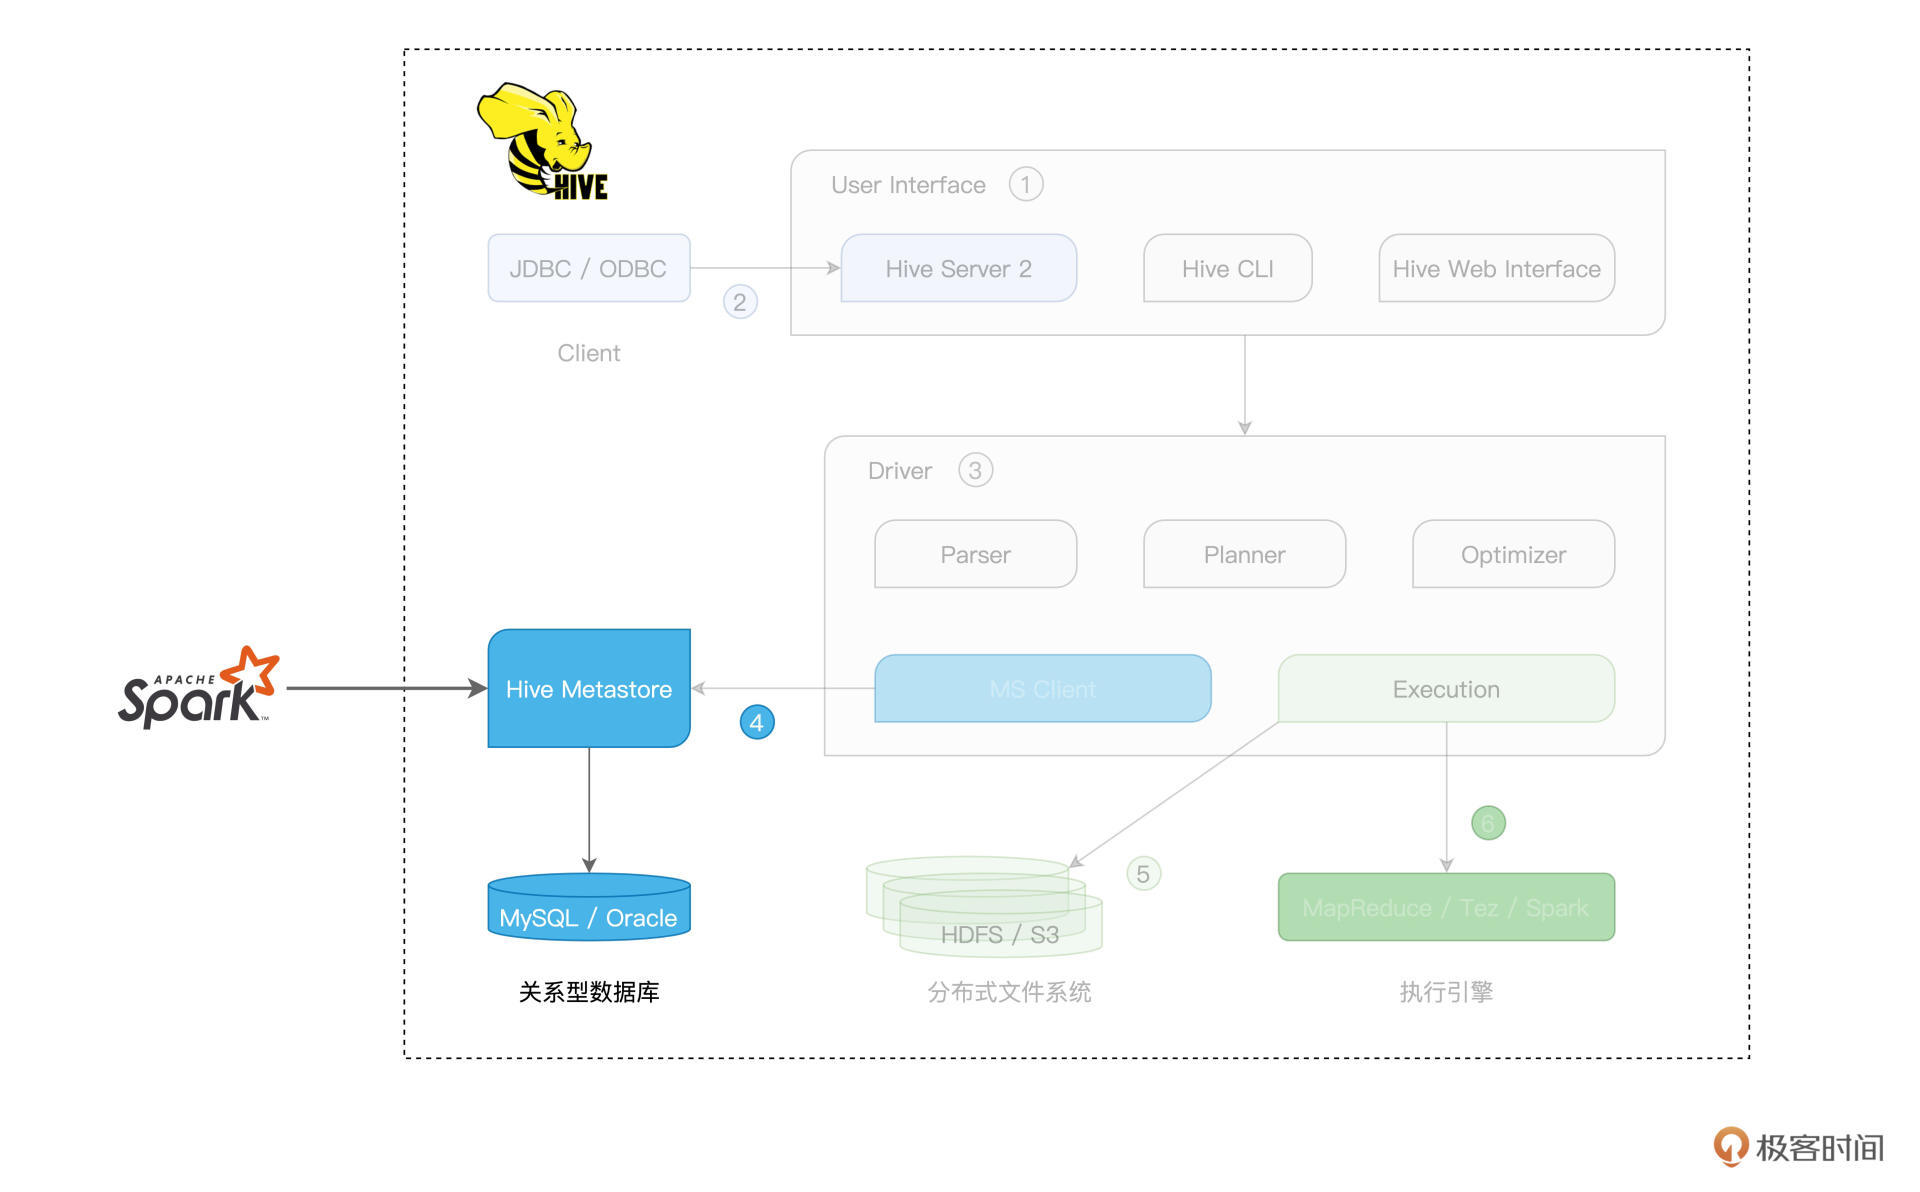 HIVE
User Interface 1
JDBC / ODBC
Hive Server 2
Hive CLI
Hive Web Interface
2
Client
Driver 3
Parser
Planner
Optimizer
APACHE
Spark™
Hive Metastore
MS Client
Execution
4
6
5
MySQL / Oracle
HDFS / S3
MapReduce / Tez / Spark
关系型数据库
分布式文件系统
执行引擎
极客时间